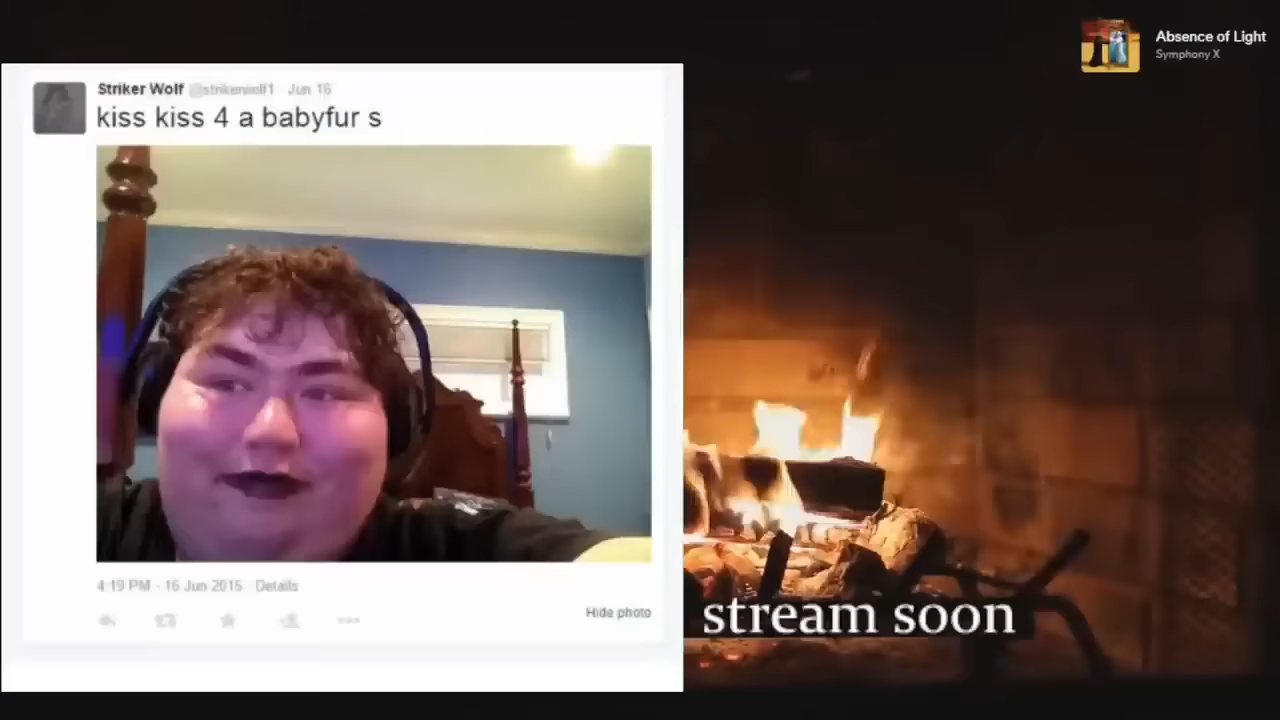 Absence of Light
Symphony X
Striker Wolf @strikerwolf1 Jun 16
kiss kiss 4 a babyfur s
4:19 PM - 16 Jun 2015 Details
Hide photo
stream soon